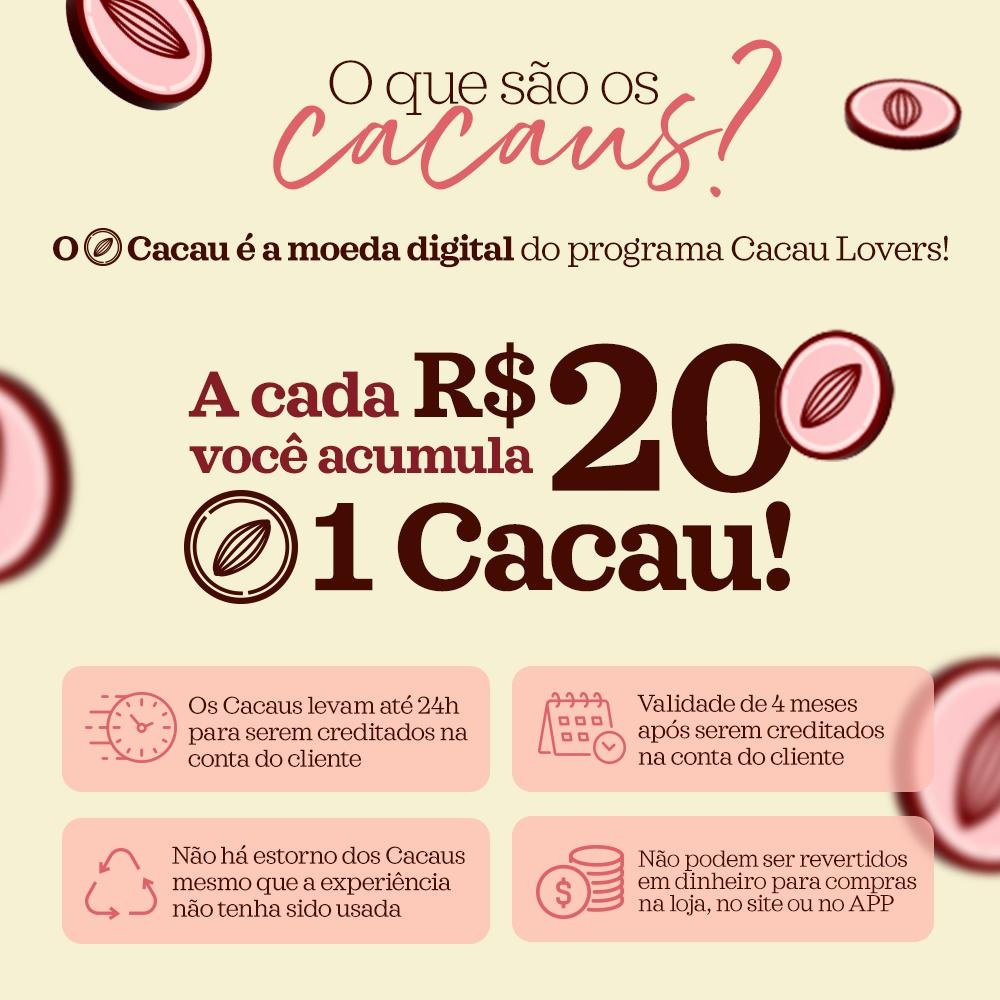 O que são os
cacaus?
O Cacau é a moeda digital do programa Cacau Lovers!
A cada R$20
você acumula
1 Cacau!
Os Cacaus levam até 24h
para serem creditados na
conta do cliente
Validade de 4 meses
após serem creditados
na conta do cliente
Não há estorno dos Cacaus
mesmo que a experiência
não tenha sido usada
$
Não podem ser revertidos
em dinheiro para compras
na loja, no site ou no APP